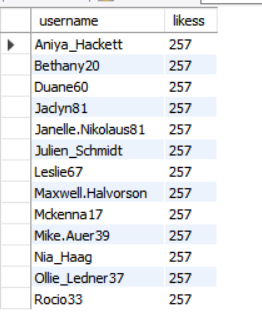 username likess
Aniya_Hackett 257
Bethany20 257
Duane60 257
Jaclyn81 257
Janelle.Nikolaus81 257
Julien_Schmidt 257
Leslie67 257
Maxwell.Halvorson 257
Mckenna17 257
Mike.Auer39 257
Nia_Haag 257
Ollie_Ledner37 257
Rocio33 257